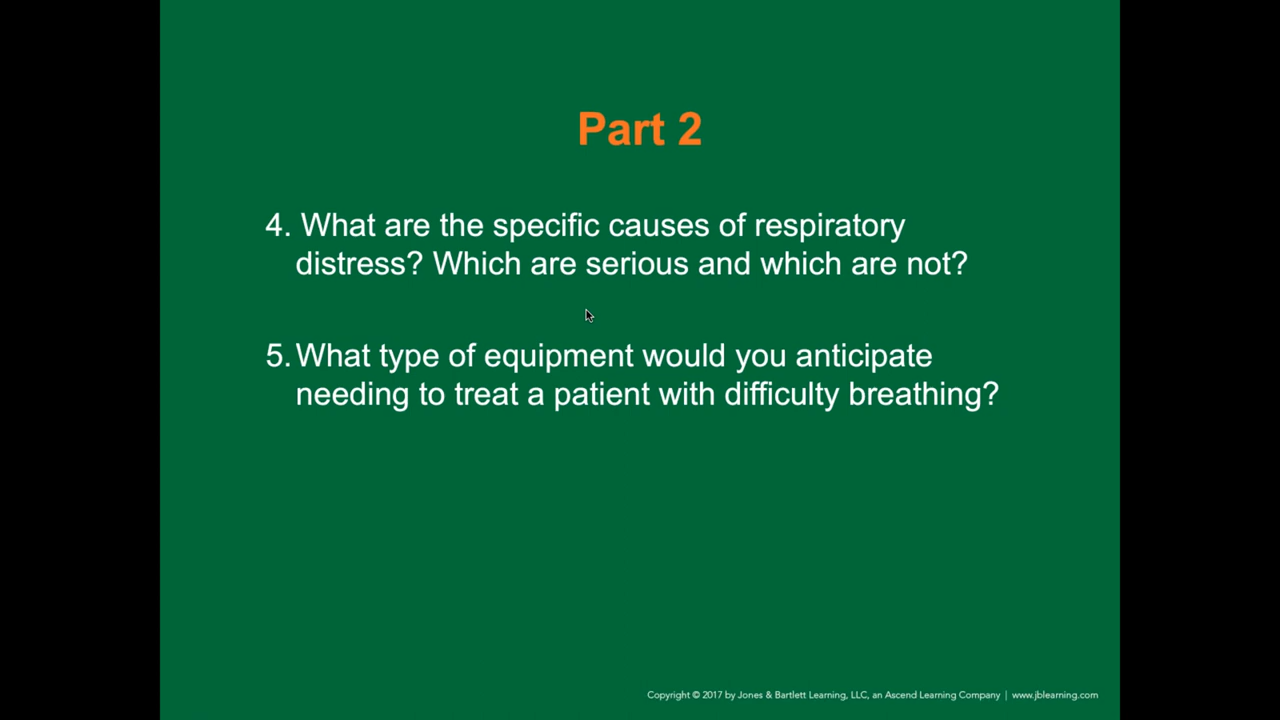 Part 2
4. What are the specific causes of respiratory
distress? Which are serious and which are not?
5. What type of equipment would you anticipate
needing to treat a patient with difficulty breathing?
Copyright © 2017 by Jones & Bartlett Learning, LLC, an Ascend Learning Company | www.jblearning.com